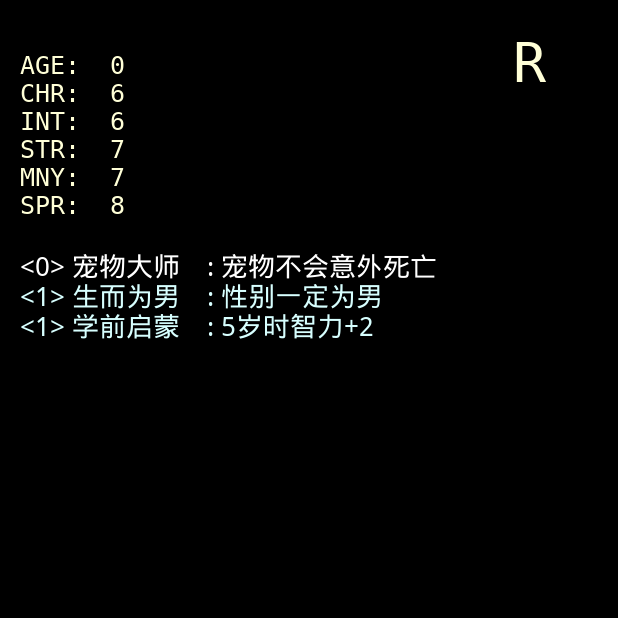 R
AGE: 0
CHR: 6
INT: 6
STR: 7
MNY: 7
SPR: 8
<0> 宠物大师 : 宠物不会意外死亡
<1> 生而为男 : 性别一定为男
<1> 学前启蒙 : 5岁时智力+2